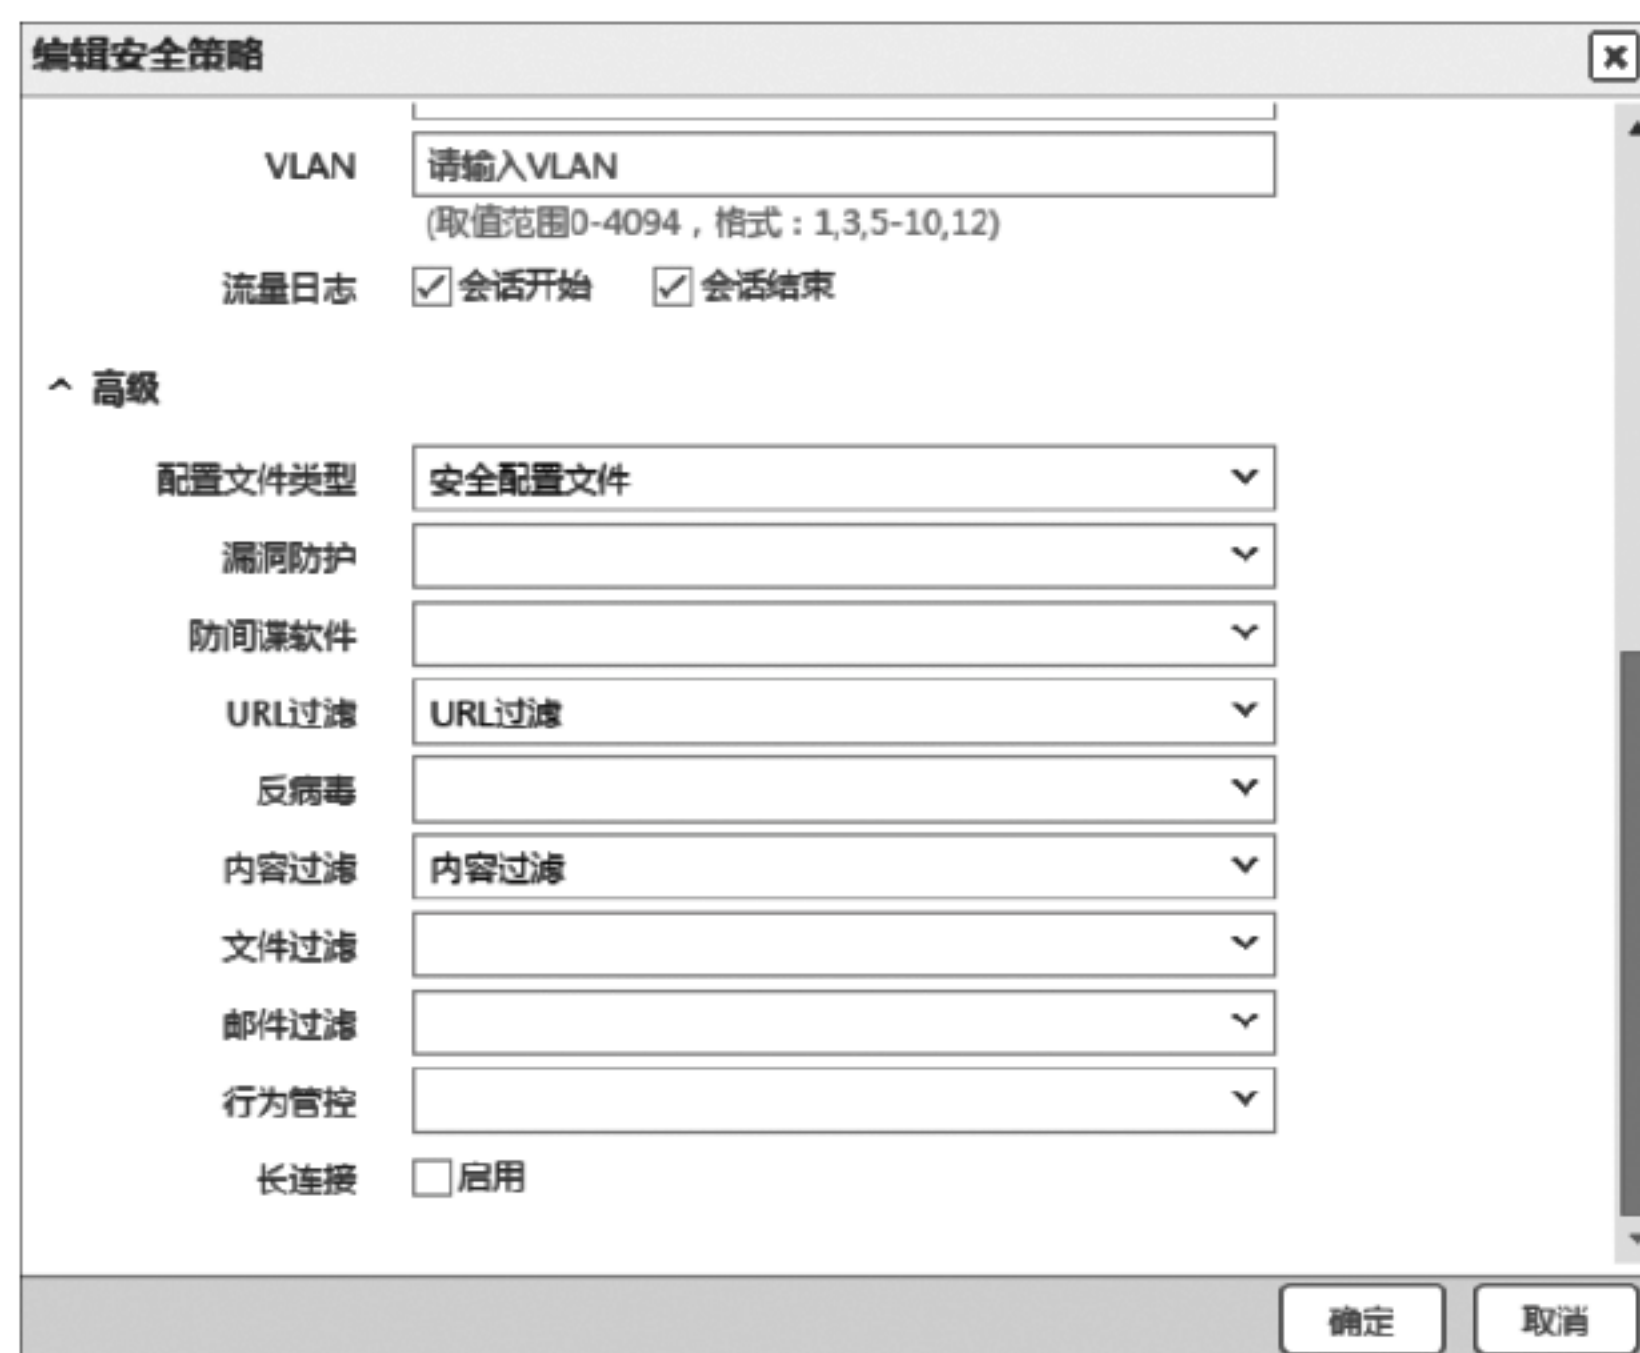 编辑安全策略
VLAN 请输入VLAN
(取值范围0-4094，格式：1,3,5-10,12)
流量日志 会话开始 会话结束
高级
配置文件类型 安全配置文件
漏洞防护
防间谍软件
URL过滤 URL过滤
反病毒
内容过滤 内容过滤
文件过滤
邮件过滤
行为管控
长连接 启用
确定 取消